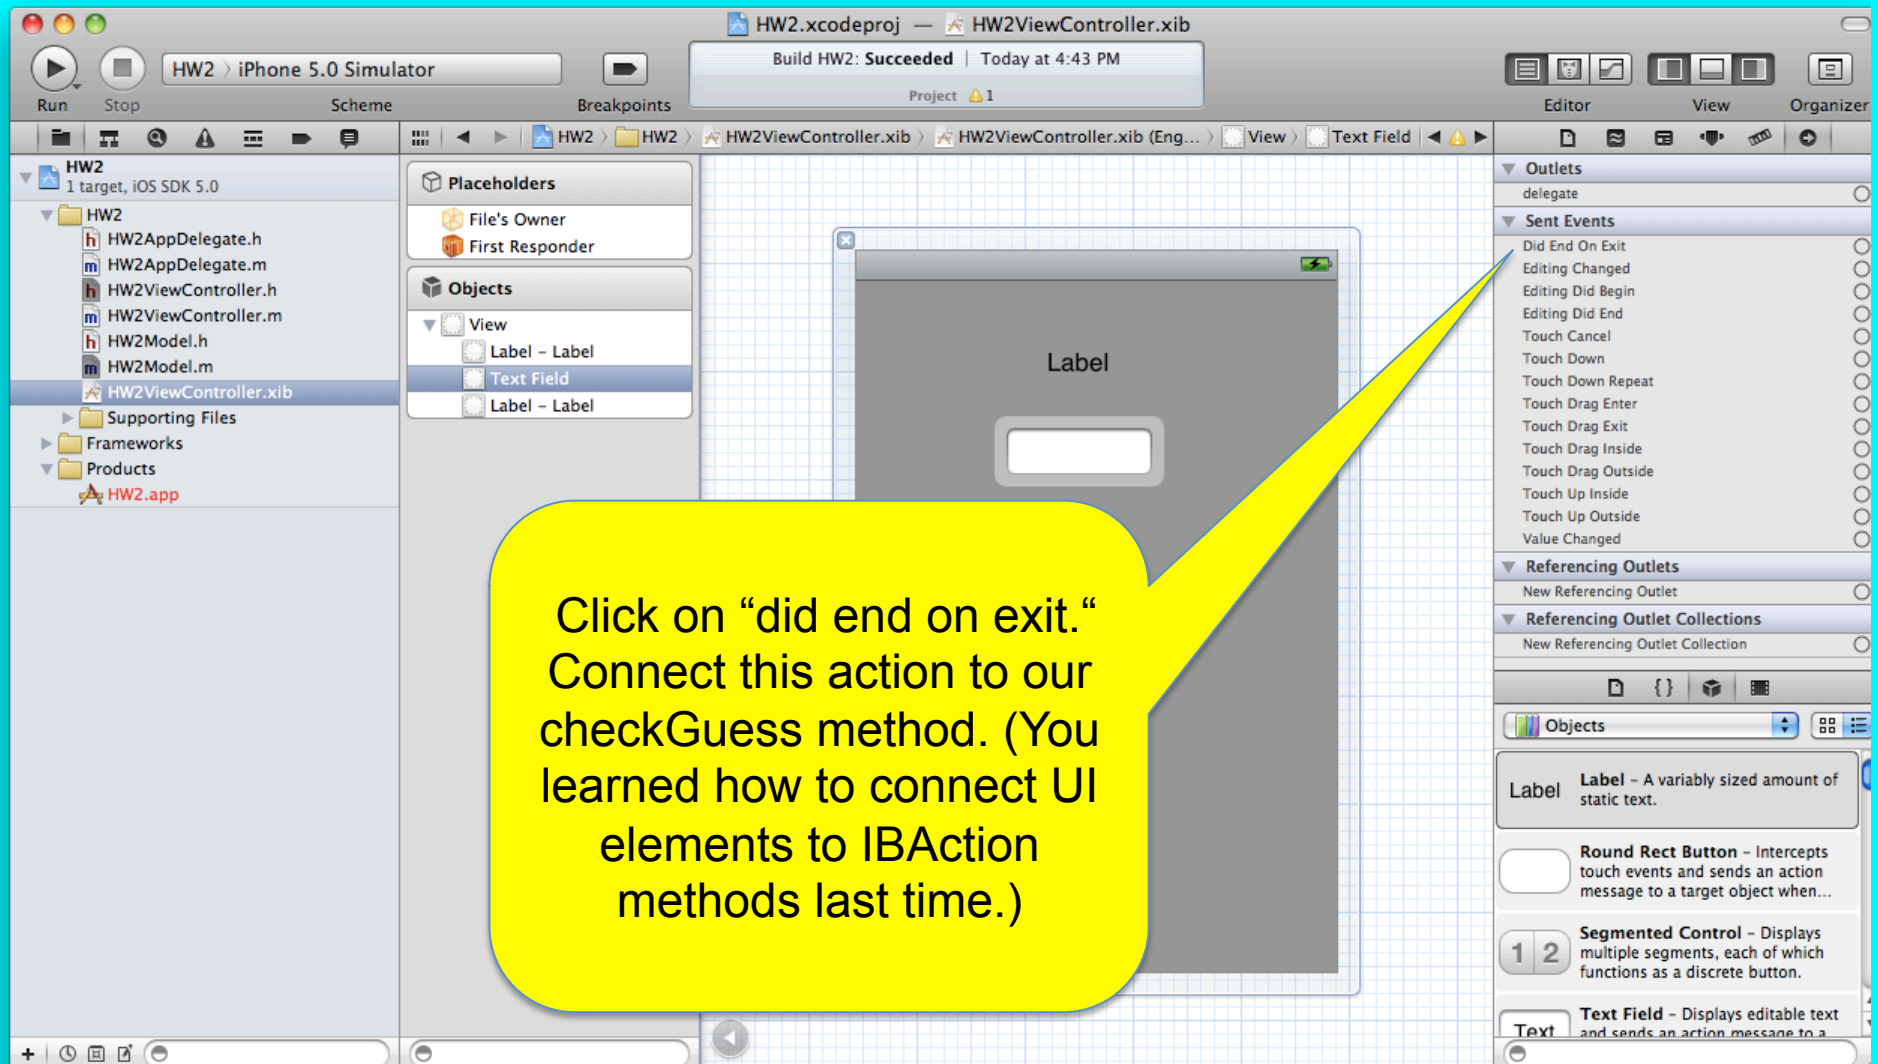 HW2.xcodeproj — HW2ViewController.xib
HW2 › iPhone 5.0 Simulator
Build HW2: Succeeded | Today at 4:43 PM
Project 1
Run Stop Scheme Breakpoints Editor View Organizer
HW2 › HW2 › HW2ViewController.xib › HW2ViewController.xib (Eng... › View › Text Field
HW2
1 target, iOS SDK 5.0
HW2
h HW2AppDelegate.h
m HW2AppDelegate.m
h HW2ViewController.h
m HW2ViewController.m
h HW2Model.h
m HW2Model.m
HW2ViewController.xib
Supporting Files
Frameworks
Products
HW2.app
Placeholders
File's Owner
First Responder
Objects
View
Label – Label
Text Field
Label – Label
Label
Click on “did end on exit.“
Connect this action to our
checkGuess method. (You
learned how to connect UI
elements to IBAction
methods last time.)
Outlets
delegate
Sent Events
Did End On Exit
Editing Changed
Editing Did Begin
Editing Did End
Touch Cancel
Touch Down
Touch Down Repeat
Touch Drag Enter
Touch Drag Exit
Touch Drag Inside
Touch Drag Outside
Touch Up Inside
Touch Up Outside
Value Changed
Referencing Outlets
New Referencing Outlet
Referencing Outlet Collections
New Referencing Outlet Collection
{}
Objects
Label
Label – A variably sized amount of
static text.
Round Rect Button – Intercepts
touch events and sends an action
message to a target object when...
1 2
Segmented Control – Displays
multiple segments, each of which
functions as a discrete button.
Text
Text Field – Displays editable text
and sends an action message to a